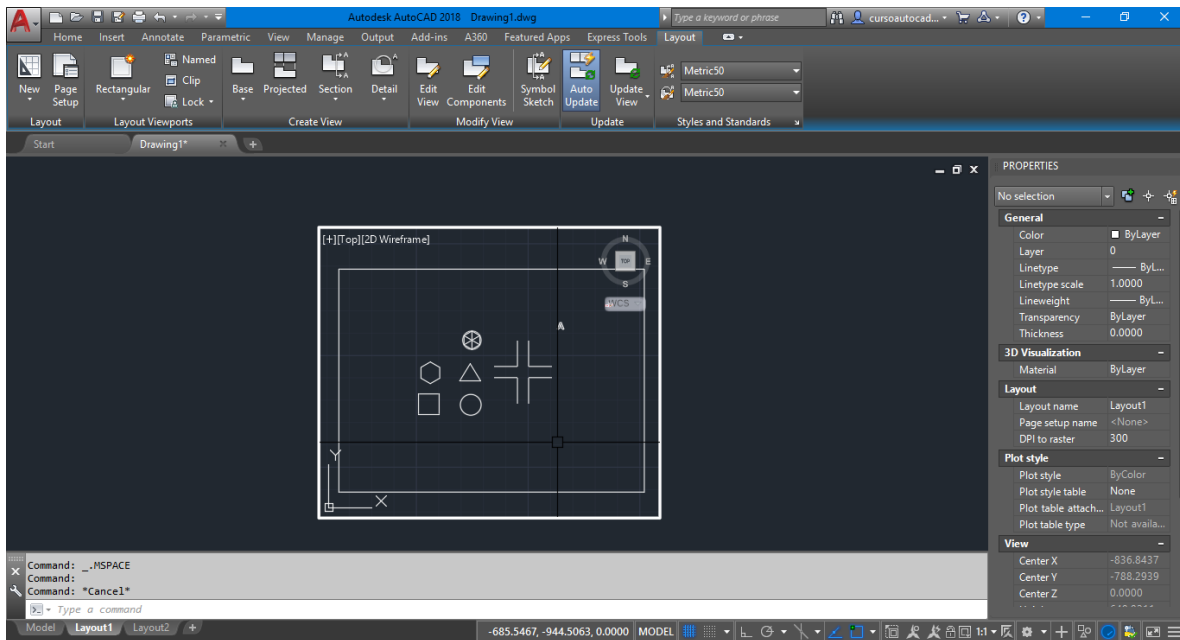 Autodesk AutoCAD 2018 Drawing1.dwg
Type a keyword or phrase
cursoautocad...
Home Insert Annotate Parametric View Manage Output Add-ins A360 Featured Apps Express Tools Layout
New
Page Setup
Rectangular
Named
Clip
Lock
Base
Projected
Section
Detail
Edit View
Edit Components
Symbol Sketch
Auto Update
Update View
Metric50
Metric50
Layout
Layout Viewports
Create View
Modify View
Update
Styles and Standards
Start
Drawing1*
[+][Top][2D Wireframe]
N
W TOP E
S
WCS
A
Y
X
PROPERTIES
No selection
General
Color ByLayer
Layer 0
Linetype ByL...
Linetype scale 1.0000
Lineweight ByL...
Transparency ByLayer
Thickness 0.0000
3D Visualization
Material ByLayer
Layout
Layout name Layout1
Page setup name <None>
DPI to raster 300
Plot style
Plot style ByColor
Plot style table None
Plot table attach... Layout1
Plot table type Not availa...
View
Center X -836.8437
Center Y -788.2939
Center Z 0.0000
Command: _.MSPACE
Command:
Command: *Cancel*
Type a command
Model Layout1 Layout2 +
-685.5467, -944.5063, 0.0000 MODEL
1:1